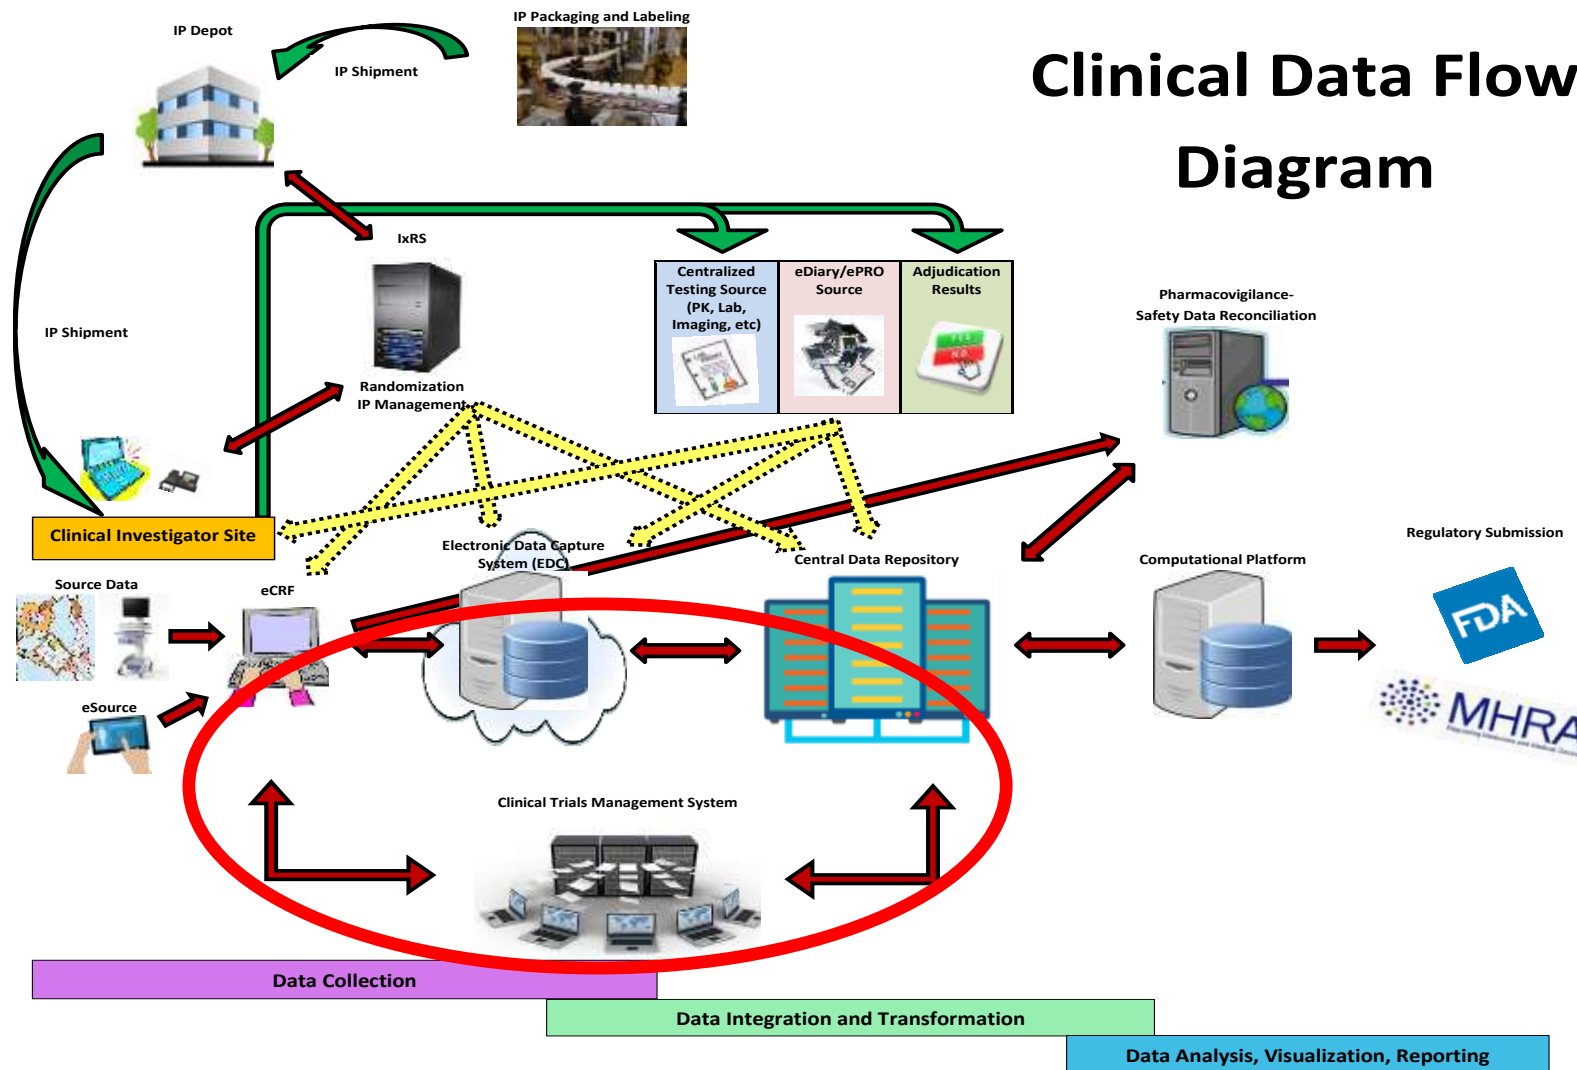 IP Packaging and Labeling
IP Depot
IP Shipment
Clinical Data Flow
Diagram
IxRS
Centralized
Testing Source
(PK, Lab,
Imaging, etc)
eDiary/ePRO
Source
Adjudication
Results
Pharmacovigilance-
Safety Data Reconciliation
IP Shipment
YES
NO
Randomization
IP Management
Clinical Investigator Site
Electronic Data Capture
System (EDC)
Central Data Repository
Computational Platform
Regulatory Submission
Source Data
eCRF
FDA
eSource
MHRA
Clinical Trials Management System
Data Collection
Data Integration and Transformation
Data Analysis, Visualization, Reporting